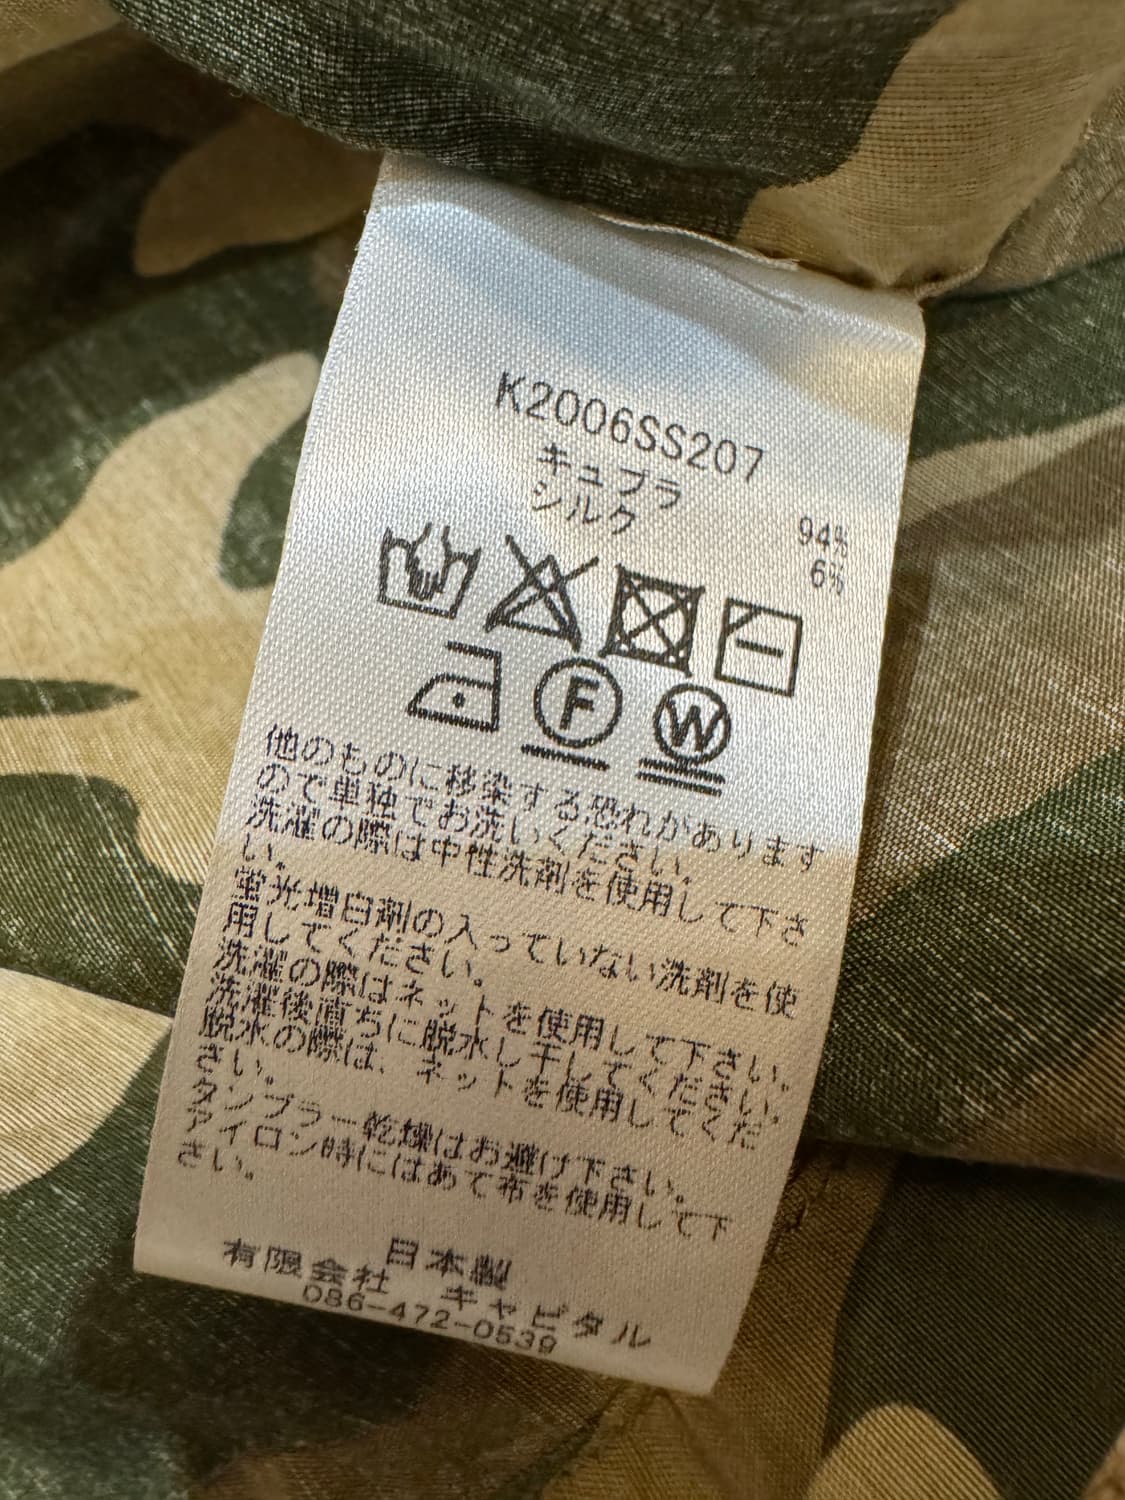 K2006SS207
キュプラ 94%
シルク 6%
F W
他のものに移染する恐れがあります
ので単独でお洗いください。
洗濯の際は中性洗剤を使用して下さ
い。
蛍光増白剤の入っていない洗剤を使
用してください。
洗濯の際はネットを使用して下さい。
洗濯後直ちに脱水し干してください。
脱水の際は、ネットを使用してくだ
さい。
タンブラー乾燥はお避け下さい。
アイロン時にはあて布を使用して下
さい。
日本製
有限会社 キャピタル
086-472-0539